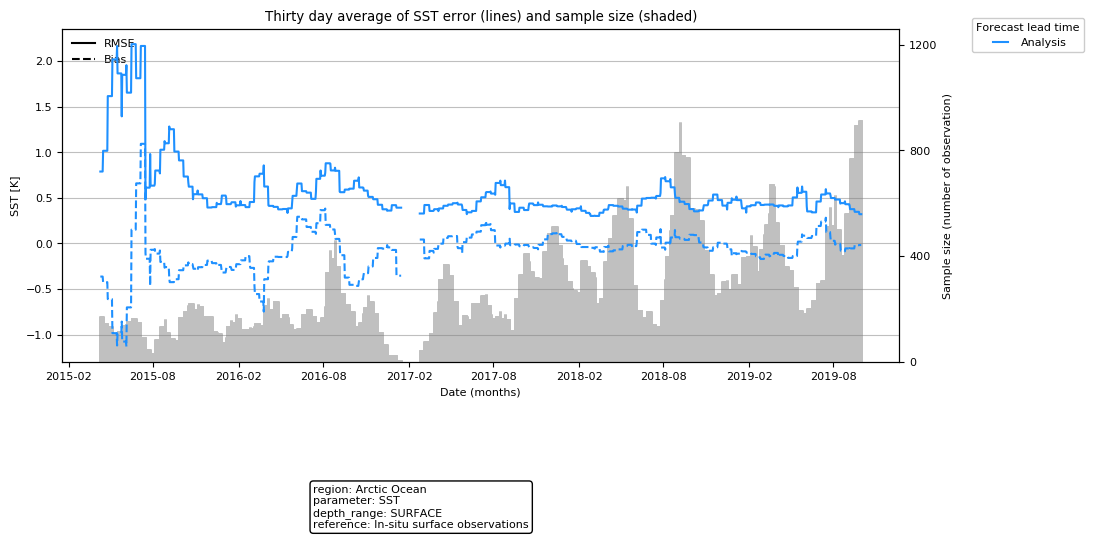 Thirty day average of SST error (lines) and sample size (shaded)
RMSE
Bias
Forecast lead time
Analysis
SST [K]
2.0
1.5
1.0
0.5
0.0
−0.5
−1.0
1200
800
400
0
Sample size (number of observation)
2015-02
2015-08
2016-02
2016-08
2017-02
2017-08
2018-02
2018-08
2019-02
2019-08
Date (months)
region: Arctic Ocean
parameter: SST
depth_range: SURFACE
reference: In-situ surface observations